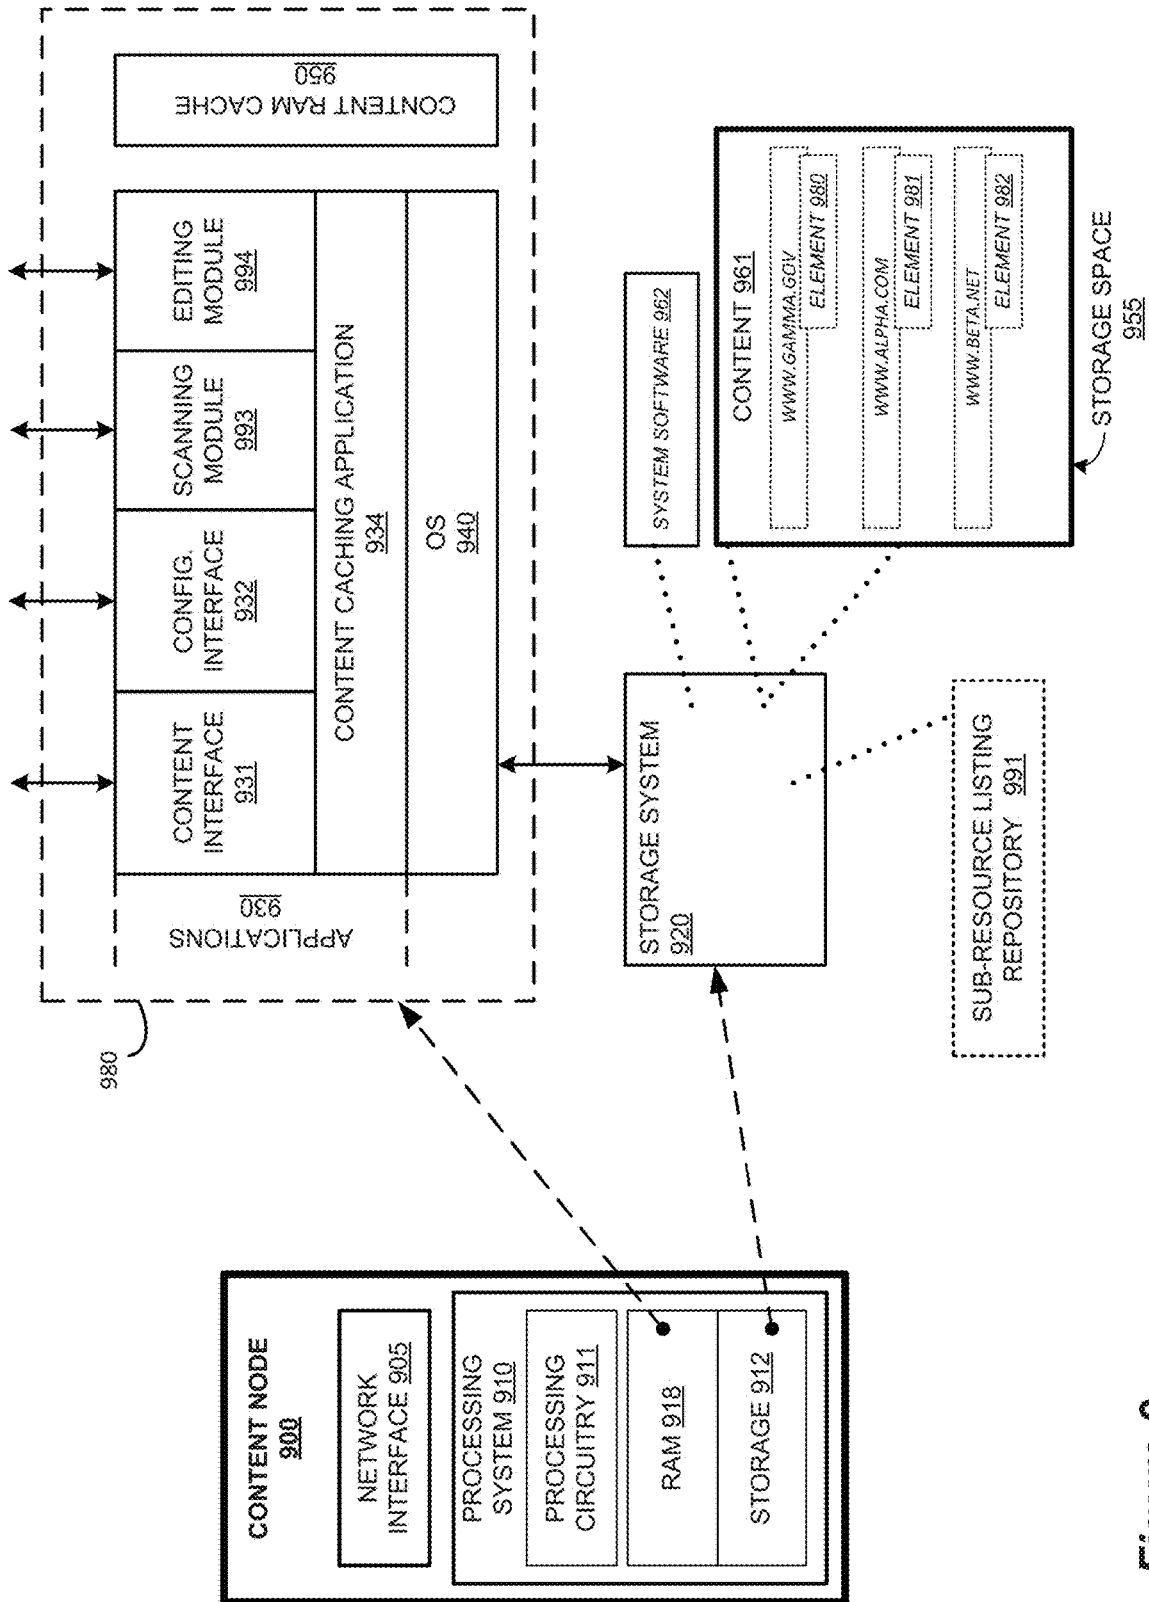 CONTENT NODE
900
NETWORK
INTERFACE 905
PROCESSING
SYSTEM 910
PROCESSING
CIRCUITRY 911
RAM 918
STORAGE 912
980
APPLICATIONS
930
CONTENT
INTERFACE
931
CONFIG.
INTERFACE
932
SCANNING
MODULE
993
EDITING
MODULE
994
CONTENT CACHING APPLICATION
934
OS
940
CONTENT RAM CACHE
950
STORAGE SYSTEM
920
SYSTEM SOFTWARE 962
CONTENT 961
WWW.GAMMA.GOV
ELEMENT 980
WWW.ALPHA.COM
ELEMENT 981
WWW.BETA.NET
ELEMENT 982
STORAGE SPACE
955
SUB-RESOURCE LISTING
REPOSITORY 991
Figure 9